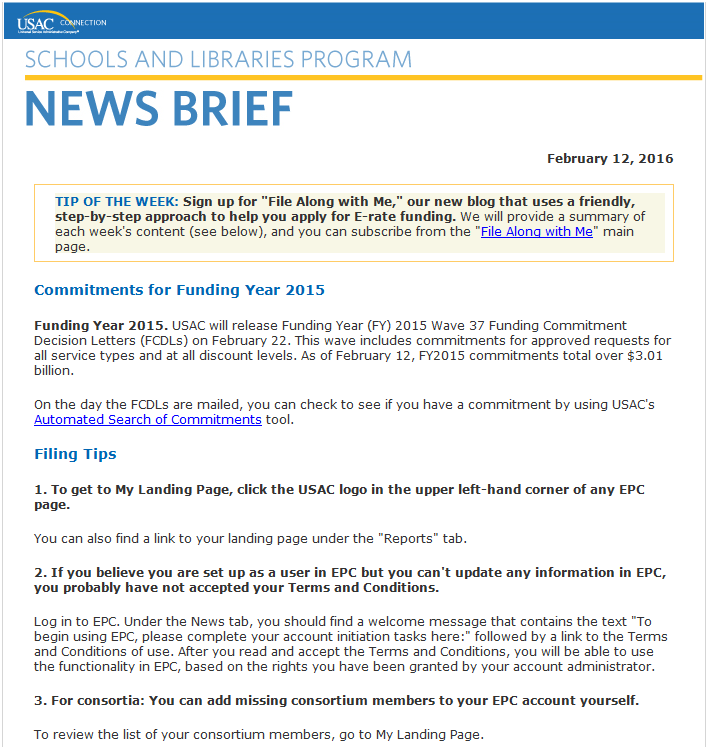 USAC CONNECTION
Universal Service Administrative Company
SCHOOLS AND LIBRARIES PROGRAM
NEWS BRIEF
February 12, 2016
TIP OF THE WEEK: Sign up for "File Along with Me," our new blog that uses a friendly,
step-by-step approach to help you apply for E-rate funding. We will provide a summary of
each week's content (see below), and you can subscribe from the "File Along with Me" main
page.
Commitments for Funding Year 2015
Funding Year 2015. USAC will release Funding Year (FY) 2015 Wave 37 Funding Commitment
Decision Letters (FCDLs) on February 22. This wave includes commitments for approved requests for
all service types and at all discount levels. As of February 12, FY2015 commitments total over $3.01
billion.
On the day the FCDLs are mailed, you can check to see if you have a commitment by using USAC's
Automated Search of Commitments tool.
Filing Tips
1. To get to My Landing Page, click the USAC logo in the upper left-hand corner of any EPC
page.
You can also find a link to your landing page under the "Reports" tab.
2. If you believe you are set up as a user in EPC but you can't update any information in EPC,
you probably have not accepted your Terms and Conditions.
Log in to EPC. Under the News tab, you should find a welcome message that contains the text "To
begin using EPC, please complete your account initiation tasks here:" followed by a link to the Terms
and Conditions of use. After you read and accept the Terms and Conditions, you will be able to use
the functionality in EPC, based on the rights you have been granted by your account administrator.
3. For consortia: You can add missing consortium members to your EPC account yourself.
To review the list of your consortium members, go to My Landing Page.